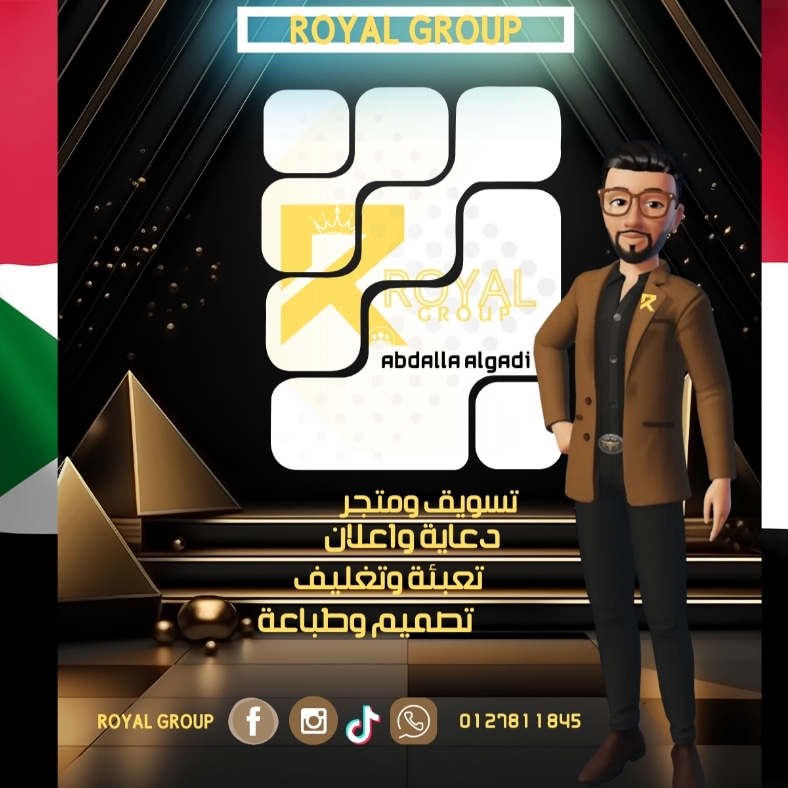 ROYAL GROUP
ROYAL
GROUP
Abdalla Algadi
تسويق ومتجر
دعاية واعلان
تعبئة وتغليف
تصميم وطباعة
ROYAL GROUP
0127811845